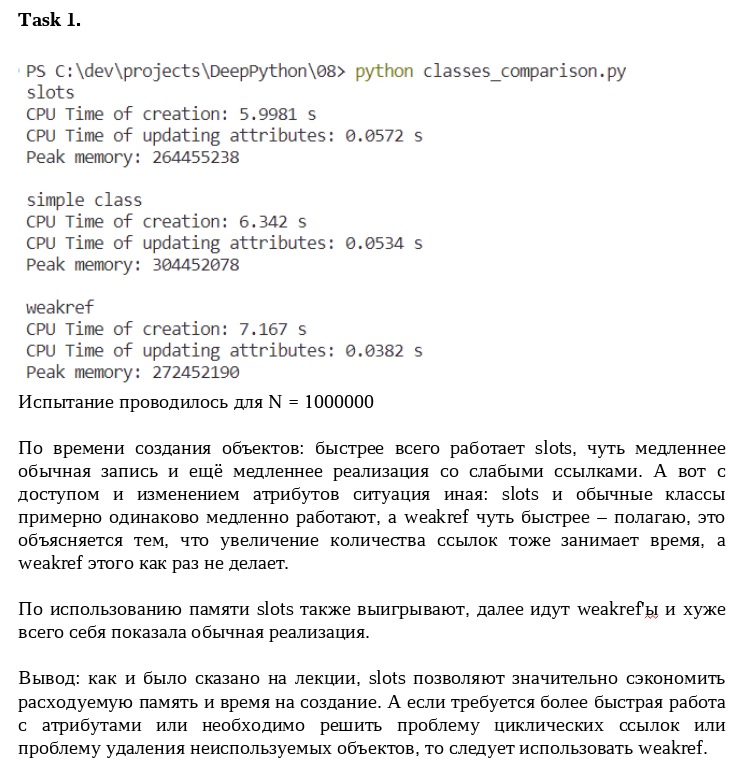 Task 1.
PS C:\dev\projects\DeepPython\08> python classes_comparison.py
slots
CPU Time of creation: 5.9981 s
CPU Time of updating attributes: 0.0572 s
Peak memory: 264455238
simple class
CPU Time of creation: 6.342 s
CPU Time of updating attributes: 0.0534 s
Peak memory: 304452078
weakref
CPU Time of creation: 7.167 s
CPU Time of updating attributes: 0.0382 s
Peak memory: 272452190
Испытание проводилось для N = 1000000
По времени создания объектов: быстрее всего работает slots, чуть медленнее
обычная запись и ещё медленнее реализация со слабыми ссылками. А вот с
доступом и изменением атрибутов ситуация иная: slots и обычные классы
примерно одинаково медленно работают, а weakref чуть быстрее – полагаю, это
объясняется тем, что увеличение количества ссылок тоже занимает время, а
weakref этого как раз не делает.
По использованию памяти slots также выигрывают, далее идут weakref'ы и хуже
всего себя показала обычная реализация.
Вывод: как и было сказано на лекции, slots позволяют значительно сэкономить
расходуемую память и время на создание. А если требуется более быстрая работа
с атрибутами или необходимо решить проблему циклических ссылок или
проблему удаления неиспользуемых объектов, то следует использовать weakref.